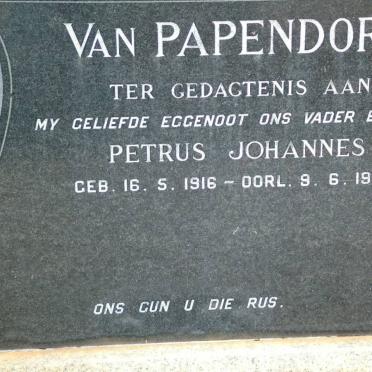 VAN PAPENDOR
TER GEDACTENIS AAN
MY GELIEFDE EGGENOOT ONS VADER E
PETRUS JOHANNES
GEB. 16. 5. 1916 – OORL. 9. 6. 19
ONS GUN U DIE RUS.